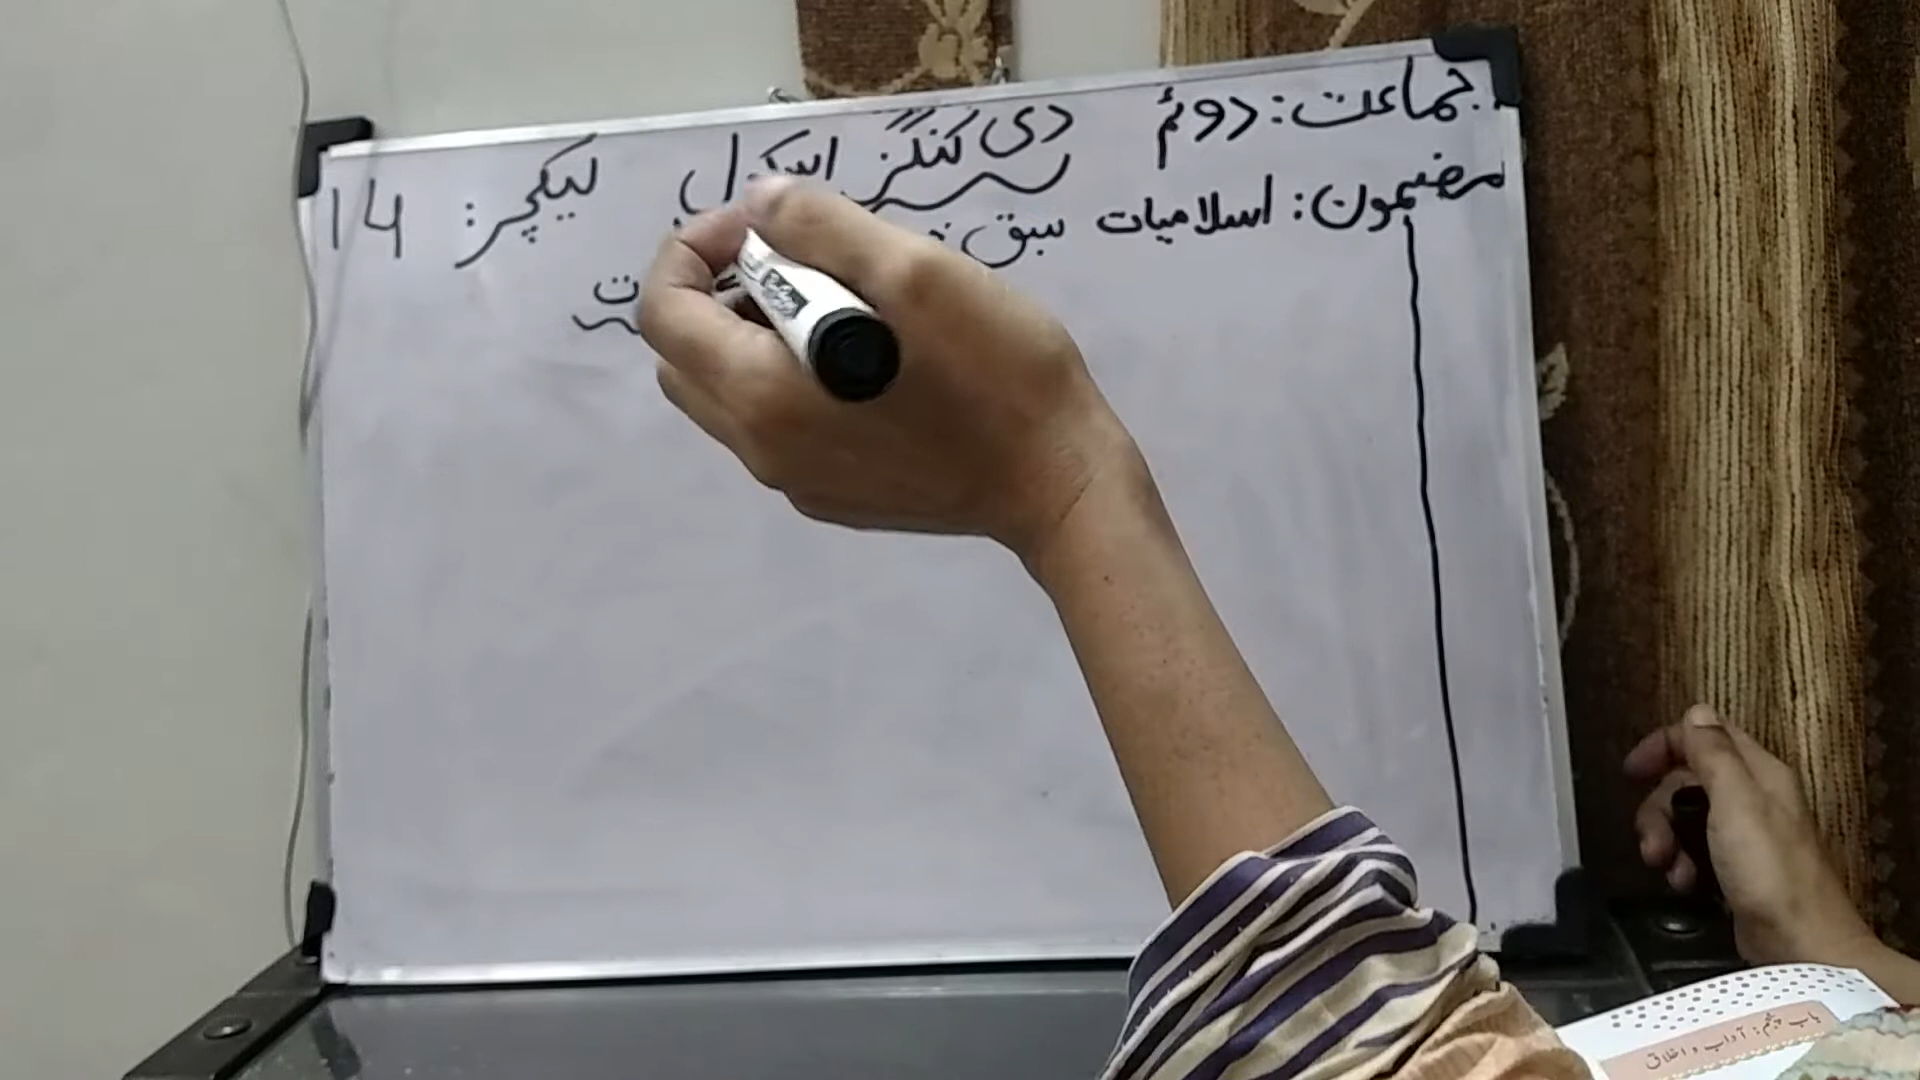 جماعت: دوئم دی کنگز اسکول لیکچر: 14
مضمون: اسلامیات سبق
باب پنجم: آداب و اخلاق